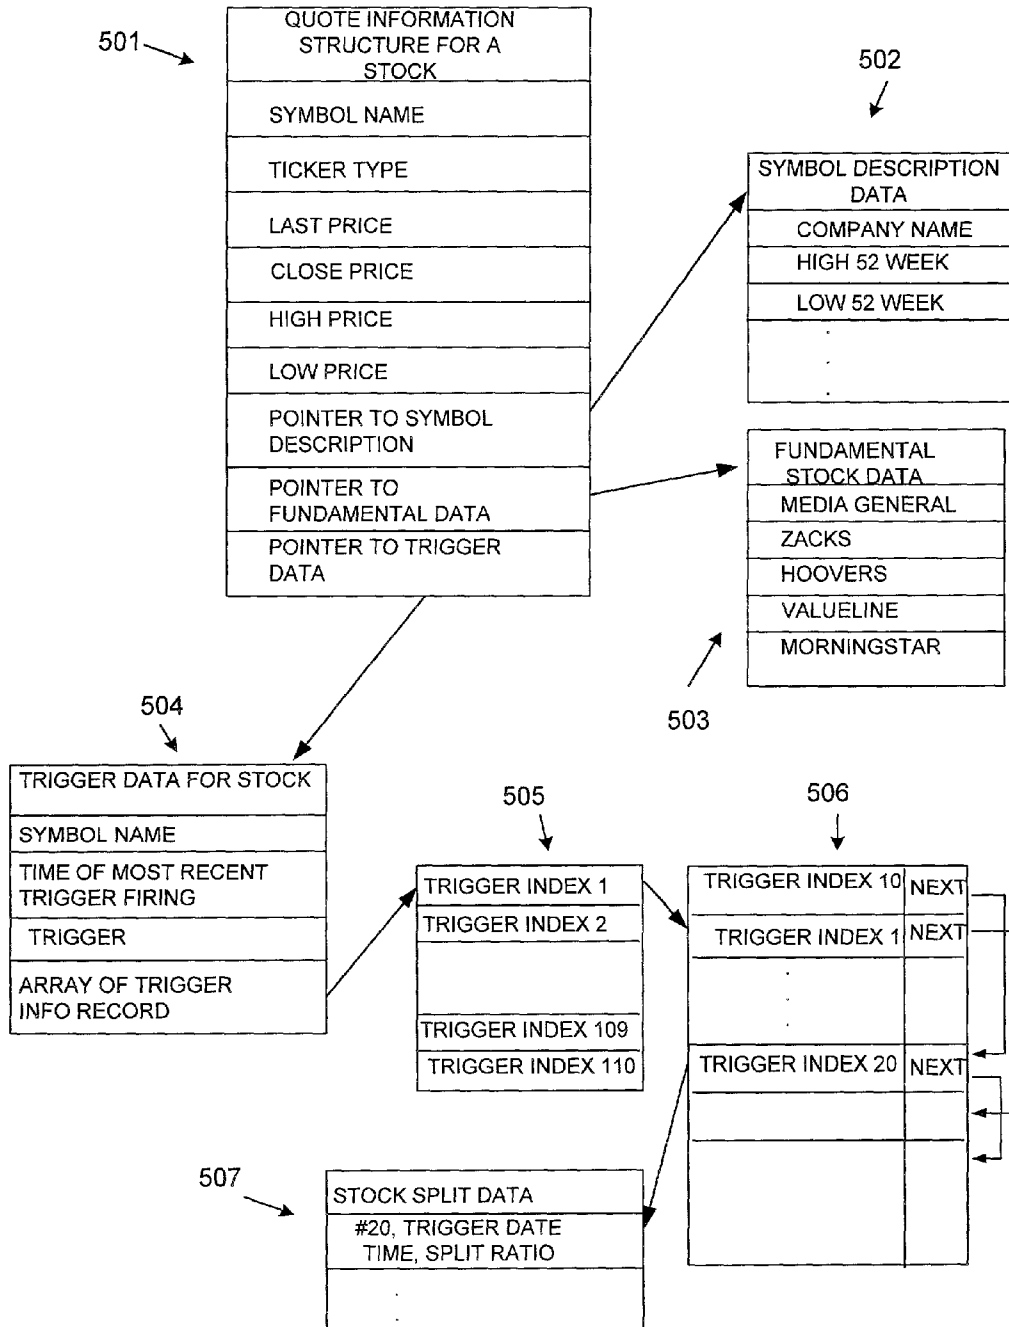 501
QUOTE INFORMATION
STRUCTURE FOR A
STOCK
SYMBOL NAME
TICKER TYPE
LAST PRICE
CLOSE PRICE
HIGH PRICE
LOW PRICE
POINTER TO SYMBOL
DESCRIPTION
POINTER TO
FUNDAMENTAL DATA
POINTER TO TRIGGER
DATA
502
SYMBOL DESCRIPTION
DATA
COMPANY NAME
HIGH 52 WEEK
LOW 52 WEEK
.
.
.
FUNDAMENTAL
STOCK DATA
MEDIA GENERAL
ZACKS
HOOVERS
VALUELINE
MORNINGSTAR
503
504
TRIGGER DATA FOR STOCK
SYMBOL NAME
TIME OF MOST RECENT
TRIGGER FIRING
TRIGGER
ARRAY OF TRIGGER
INFO RECORD
505
TRIGGER INDEX 1
TRIGGER INDEX 2
TRIGGER INDEX 109
TRIGGER INDEX 110
506
TRIGGER INDEX 10 NEXT
TRIGGER INDEX 1 NEXT
.
.
.
TRIGGER INDEX 20 NEXT
507
STOCK SPLIT DATA
#20, TRIGGER DATE
TIME, SPLIT RATIO
.
.